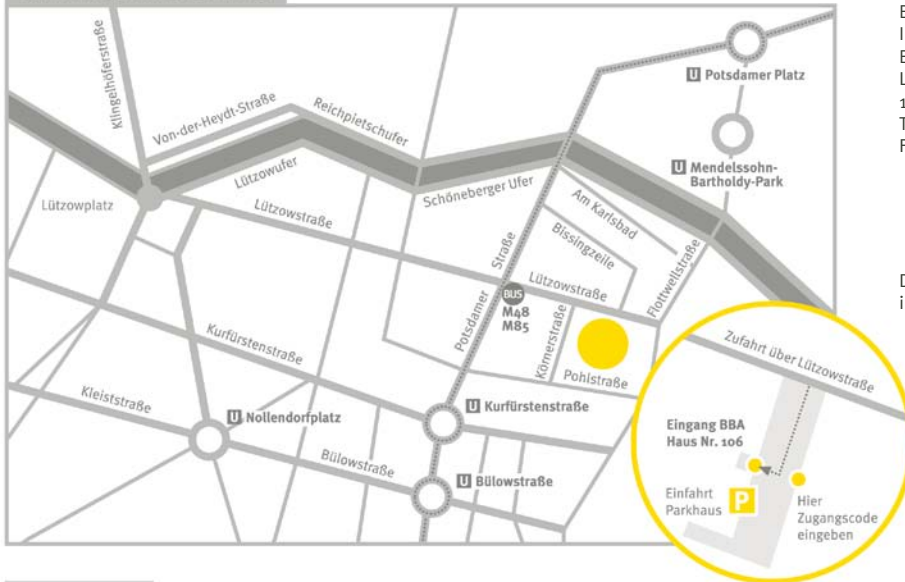 Klingelhöferstraße
Von-der-Heydt-Straße
Reichpietschufer
U Potsdamer Platz
U Mendelssohn-
Bartholdy-Park
Lützowplatz
Lützowufer
Schöneberger Ufer
Am Karlsbad
Bissingzeile
Flottwellstraße
Lützowstraße
Lützowstraße
Potsdamer Straße
BUS
M48
M85
Körnerstraße
Pohlstraße
Kurfürstenstraße
Kleiststraße
U Nollendorfplatz
U Kurfürstenstraße
Bülowstraße
U Bülowstraße
Zufahrt über Lützowstraße
Eingang BBA
Haus Nr. 106
Einfahrt
Parkhaus
P
Hier
Zugangscode
eingeben